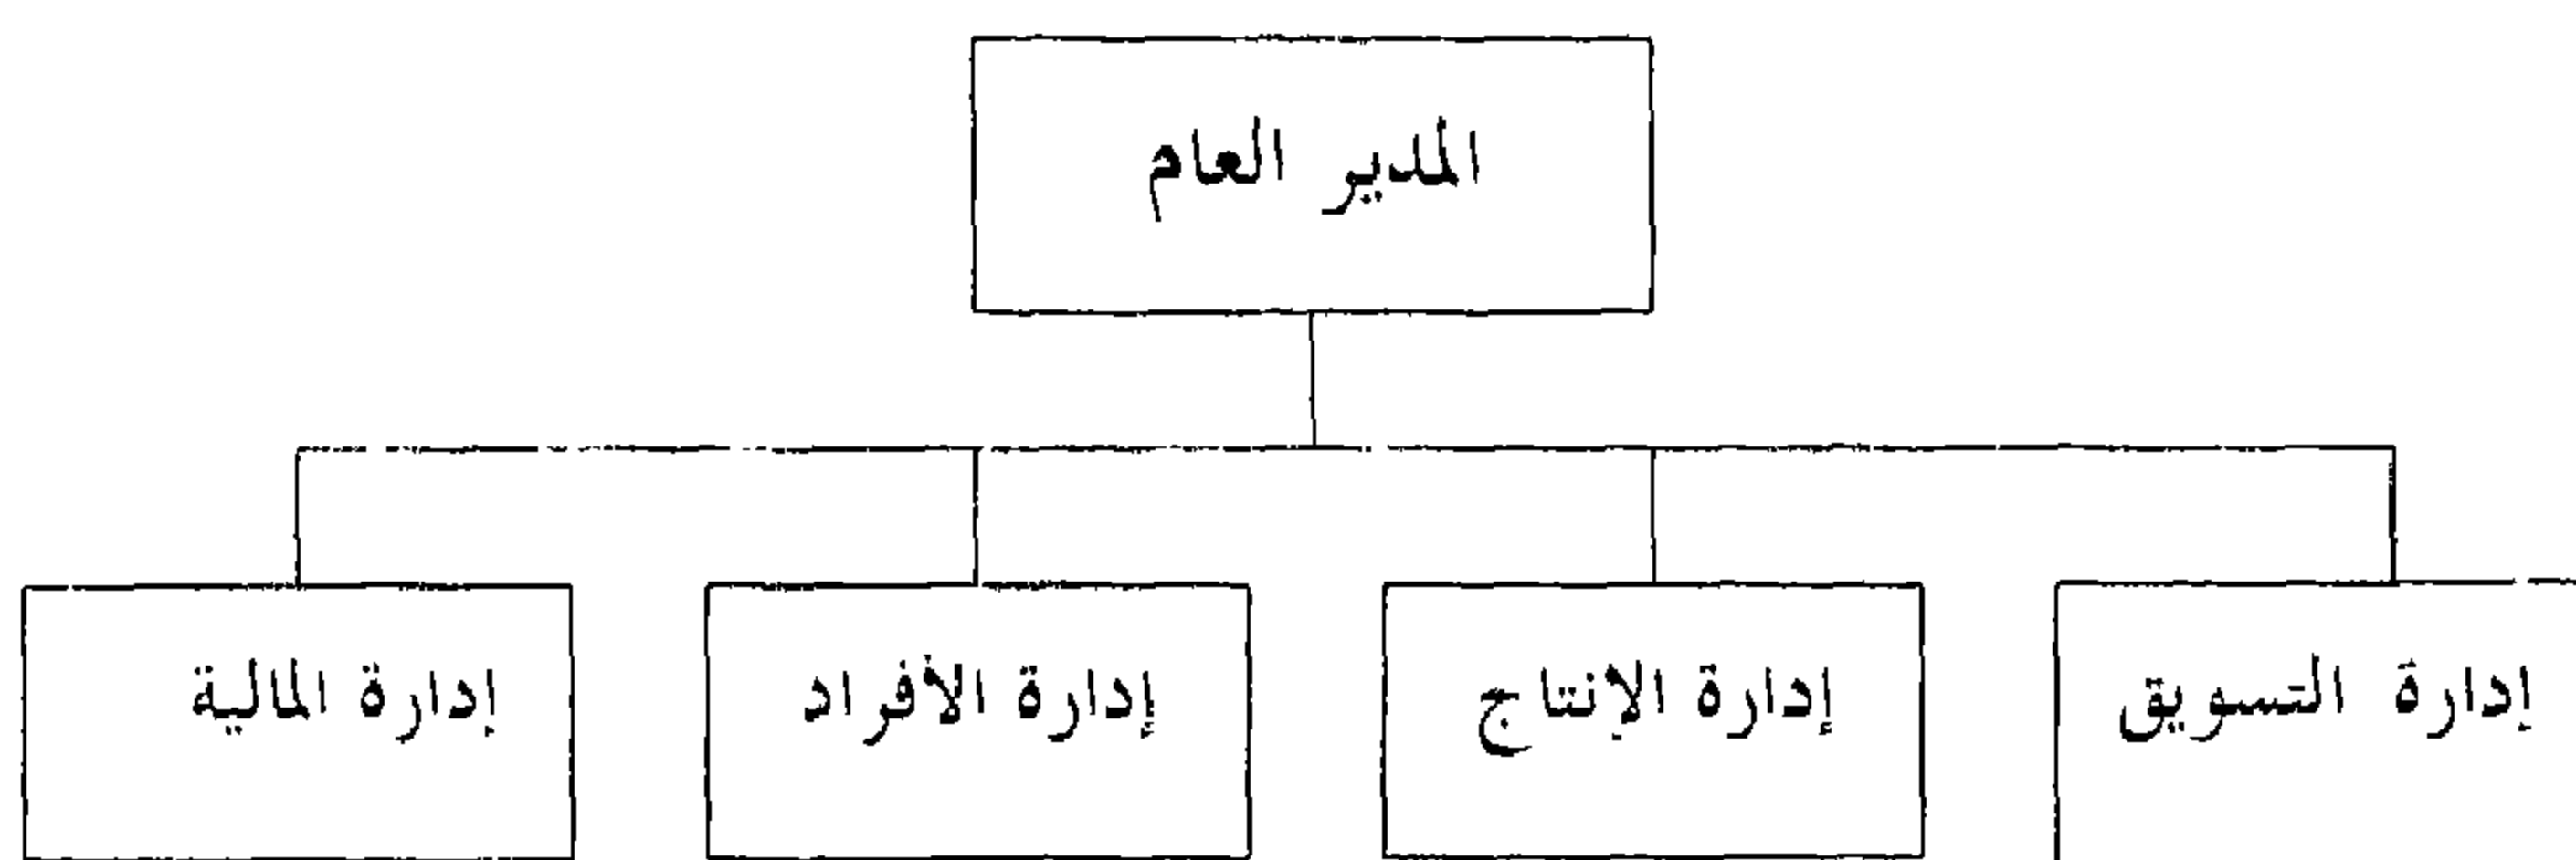 المدير العام
إدارة التسويق
إدارة الإنتاج
إدارة الأفراد
إدارة المالية